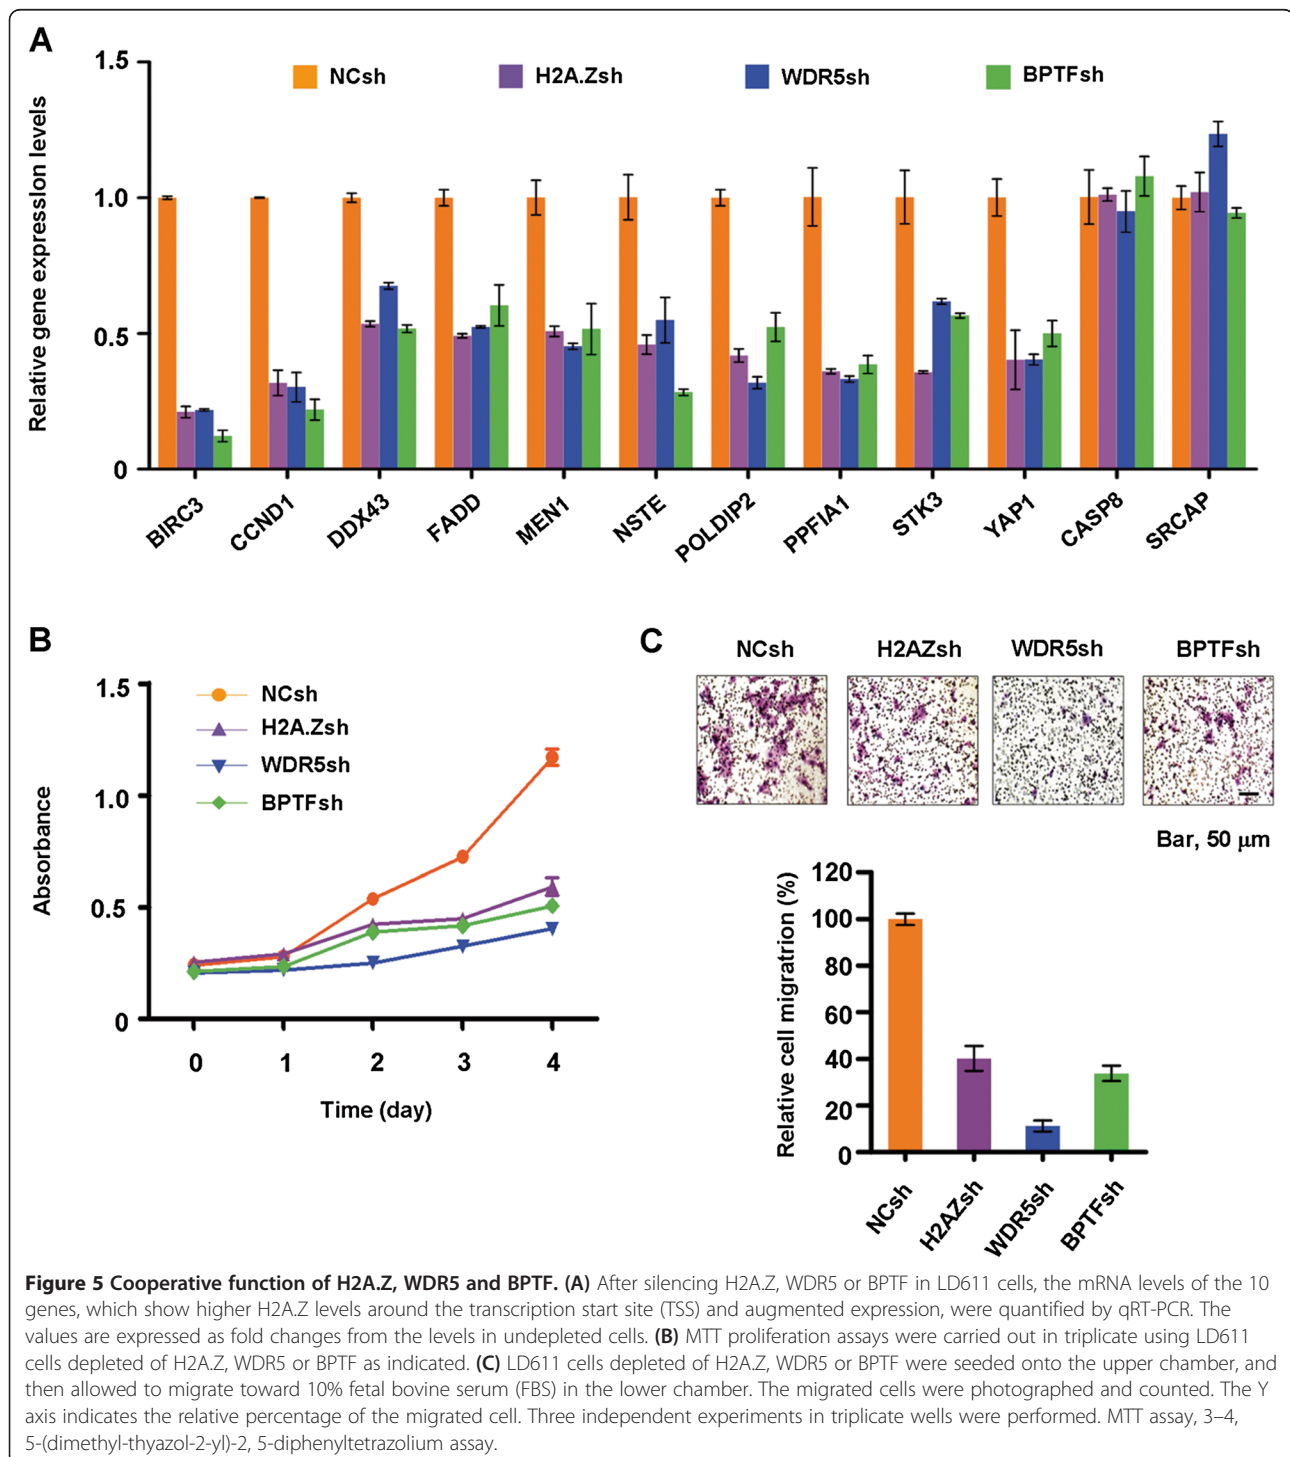 A
1.5
NCsh
H2A.Zsh
WDR5sh
BPTFsh
Relative gene expression levels
1.0
0.5
0
BIRC3
CCND1
DDX43
FADD
MEN1
NSTE
POLDIP2
PPFIA1
STK3
YAP1
CASP8
SRCAP
B
1.5
NCsh
H2A.Zsh
WDR5sh
BPTFsh
Absorbance
1.0
0.5
0
0
1
2
3
4
Time (day)
C
NCsh
H2AZsh
WDR5sh
BPTFsh
Bar, 50 μm
Relative cell migratrion (%)
120
100
80
60
40
20
0
NCsh
H2AZsh
WDR5sh
BPTFsh
Figure 5 Cooperative function of H2A.Z, WDR5 and BPTF. (A) After silencing H2A.Z, WDR5 or BPTF in LD611 cells, the mRNA levels of the 10
genes, which show higher H2A.Z levels around the transcription start site (TSS) and augmented expression, were quantified by qRT-PCR. The
values are expressed as fold changes from the levels in undepleted cells. (B) MTT proliferation assays were carried out in triplicate using LD611
cells depleted of H2A.Z, WDR5 or BPTF as indicated. (C) LD611 cells depleted of H2A.Z, WDR5 or BPTF were seeded onto the upper chamber, and
then allowed to migrate toward 10% fetal bovine serum (FBS) in the lower chamber. The migrated cells were photographed and counted. The Y
axis indicates the relative percentage of the migrated cell. Three independent experiments in triplicate wells were performed. MTT assay, 3–4,
5-(dimethyl-thyazol-2-yl)-2, 5-diphenyltetrazolium assay.